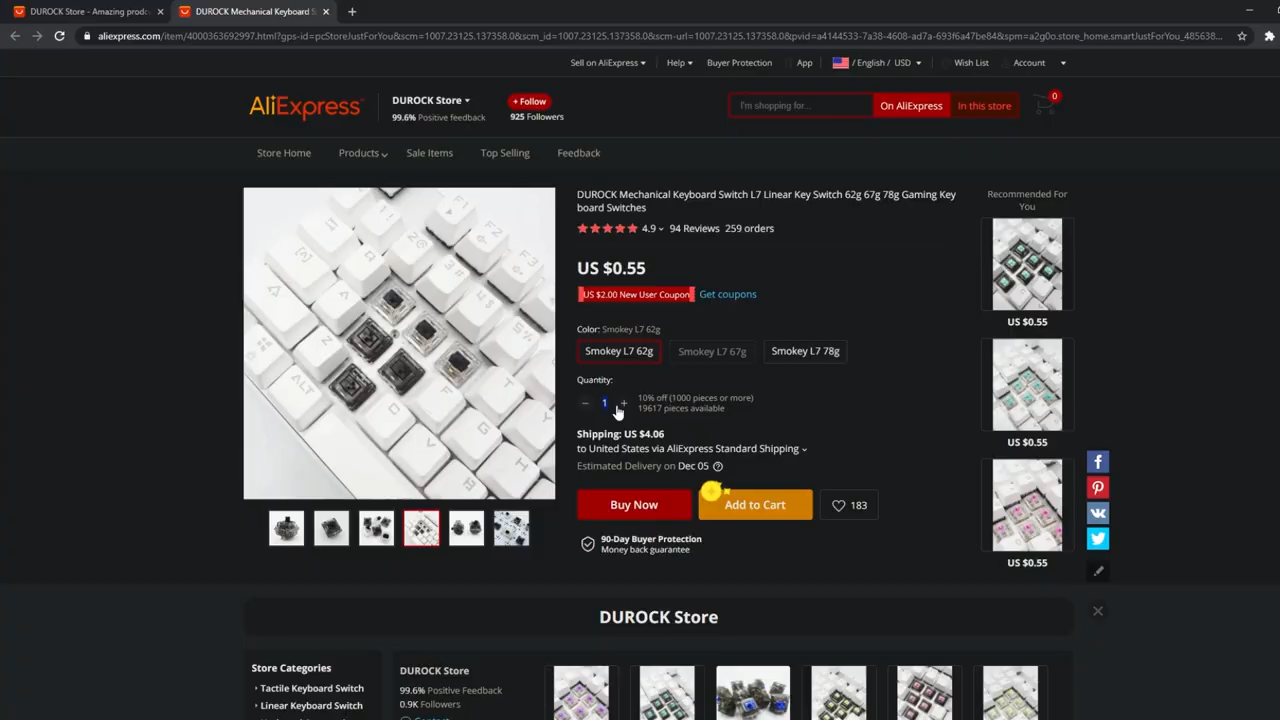 DUROCK Store - Amazing prod
DUROCK Mechanical Keyboard S
aliexpress.com/item/4000363692997.html?gps-id=pcStoreJustForYou&scm=1007.23125.137358.0&scm_id=1007.23125.137358.0&scm-url=1007.23125.137358.0&pvid=a4144533-7a38-4608-ad7a-693f6a47be84&spm=a2g0o.store_home.smartJustForYou_485638...
Sell on AliExpress
Help
Buyer Protection
App
/ English / USD
Wish List
Account
AliExpress
DUROCK Store
99.6% Positive feedback
+ Follow
925 Followers
I'm shopping for...
On AliExpress
In this store
0
Store Home
Products
Sale Items
Top Selling
Feedback
DUROCK Mechanical Keyboard Switch L7 Linear Key Switch 62g 67g 78g Gaming Key
board Switches
4.9
94 Reviews
259 orders
US $0.55
US $2.00 New User Coupon
Get coupons
Color: Smokey L7 62g
Smokey L7 62g
Smokey L7 67g
Smokey L7 78g
Quantity:
1
10% off (1000 pieces or more)
19617 pieces available
Shipping: US $4.06
to United States via AliExpress Standard Shipping
Estimated Delivery on Dec 05
Buy Now
Add to Cart
183
90-Day Buyer Protection
Money back guarantee
Recommended For
You
US $0.55
US $0.55
US $0.55
DUROCK Store
Store Categories
Tactile Keyboard Switch
Linear Keyboard Switch
DUROCK Store
99.6% Positive Feedback
0.9K Followers